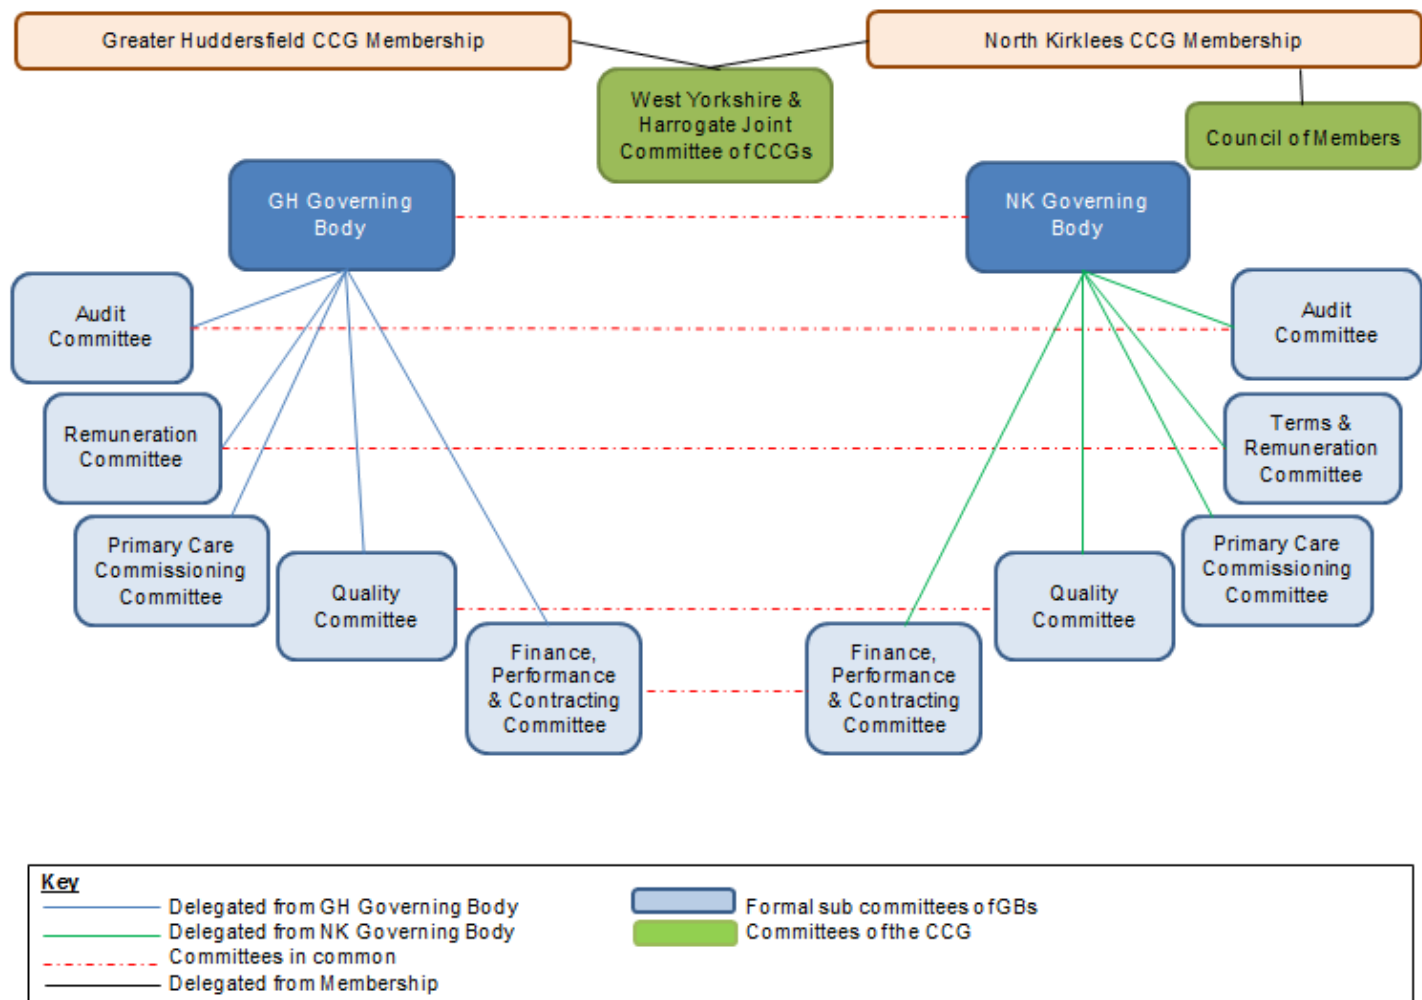 Greater Huddersfield CCG Membership
North Kirklees CCG Membership
West Yorkshire &
Harrogate Joint
Committee of CCGs
Council of Members
GH Governing
Body
NK Governing
Body
Audit
Committee
Audit
Committee
Remuneration
Committee
Terms &
Remuneration
Committee
Primary Care
Commissioning
Committee
Quality
Committee
Finance,
Performance
& Contracting
Committee
Finance,
Performance
& Contracting
Committee
Quality
Committee
Primary Care
Commissioning
Committee
Key
Delegated from GH Governing Body
Delegated from NK Governing Body
Committees in common
Delegated from Membership
Formal sub committees of GBs
Committees of the CCG